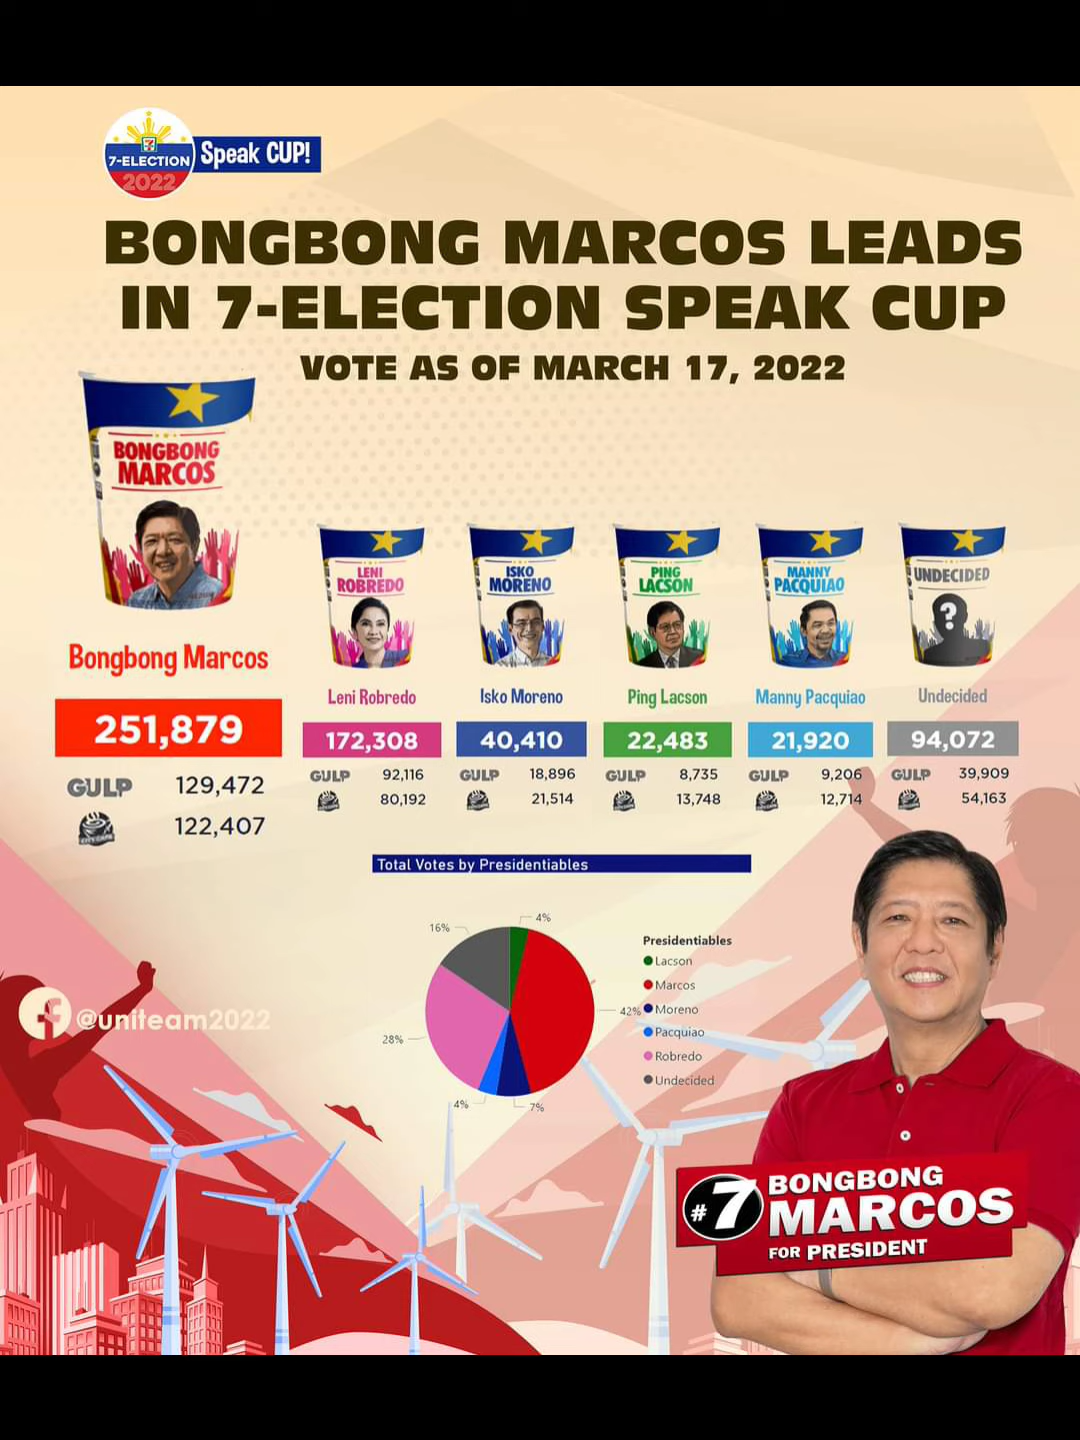 7-ELECTION
2022
Speak CUP!
BONGBONG MARCOS LEADS
IN 7-ELECTION SPEAK CUP
VOTE AS OF MARCH 17, 2022
BONGBONG
MARCOS
LENI
ROBREDO
ISKO
MORENO
PING
LACSON
MANNY
PACQUIAO
UNDECIDED
?
Bongbong Marcos
Leni Robredo
Isko Moreno
Ping Lacson
Manny Pacquiao
Undecided
251,879
172,308
40,410
22,483
21,920
94,072
GULP 129,472
122,407
GULP 92,116
80,192
GULP 18,896
21,514
GULP 8,735
13,748
GULP 9,206
12,714
GULP 39,909
54,163
Total Votes by Presidentiables
4%
16%
42%
28%
4%
7%
Presidentiables
Lacson
Marcos
Moreno
Pacquiao
Robredo
Undecided
@uniteam2022
#7 BONGBONG
MARCOS
FOR PRESIDENT